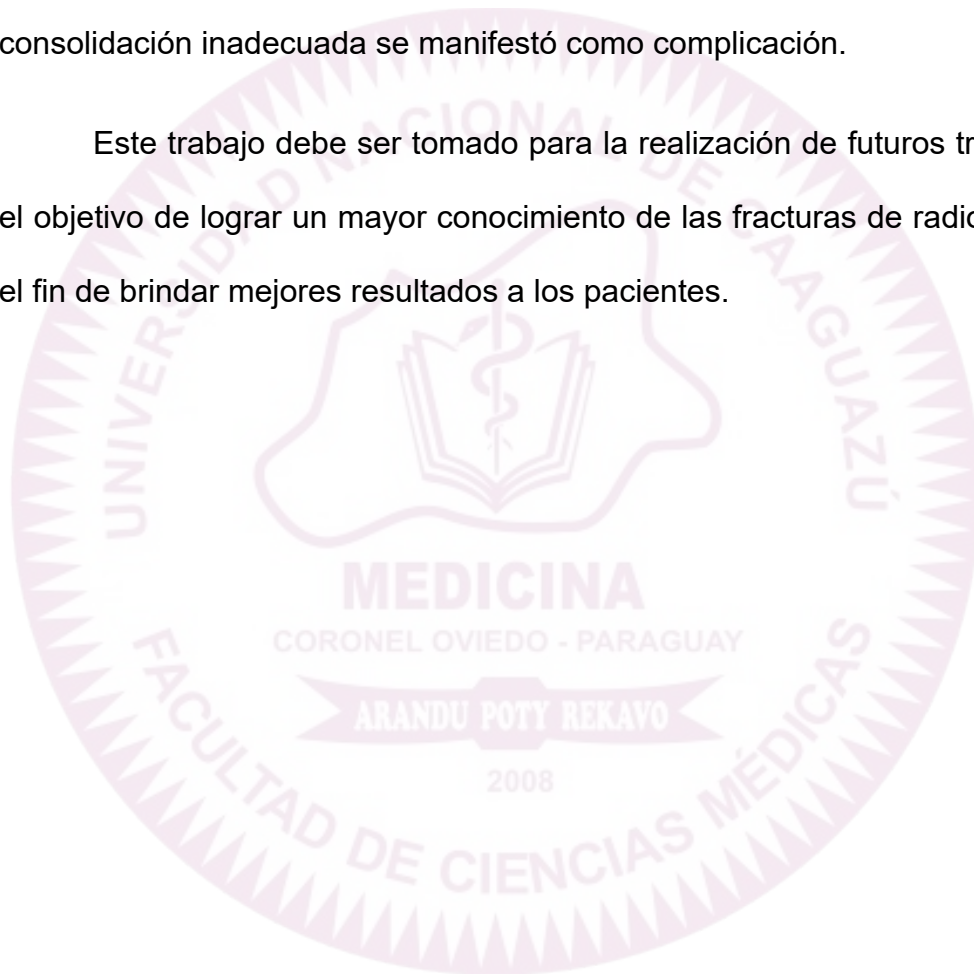 consolidación inadecuada se manifestó como complicación.
Este trabajo debe ser tomado para la realización de futuros
el objetivo de lograr un mayor conocimiento de las fracturas de
el fin de brindar mejores resultados a los pacientes.
UNIVERSIDAD NACIONAL DE CAAGUAZÚ
MEDICINA
CORONEL OVIEDO - PARAGUAY
ARANDU POTY REKAVO
2008
FACULTAD DE CIENCIAS MÉDICAS